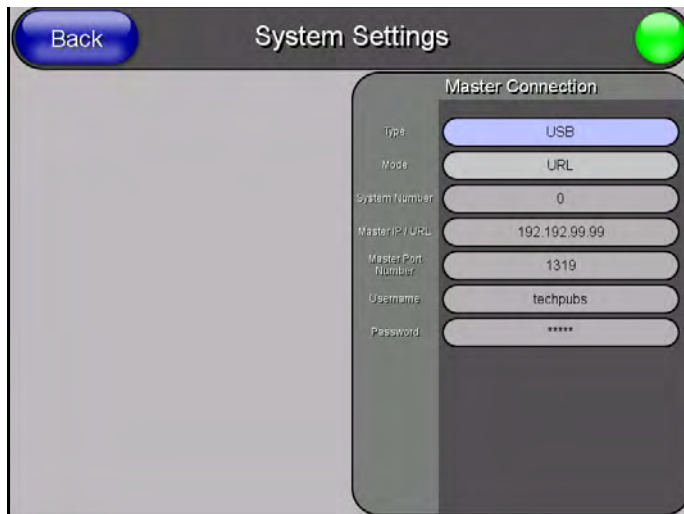 Back
System Settings
Master Connection
Type
USB
Mode
URL
System Number
0
Master IP / URL
192.192.99.99
Master Port
Number
1319
Username
techpubs
Password
*****